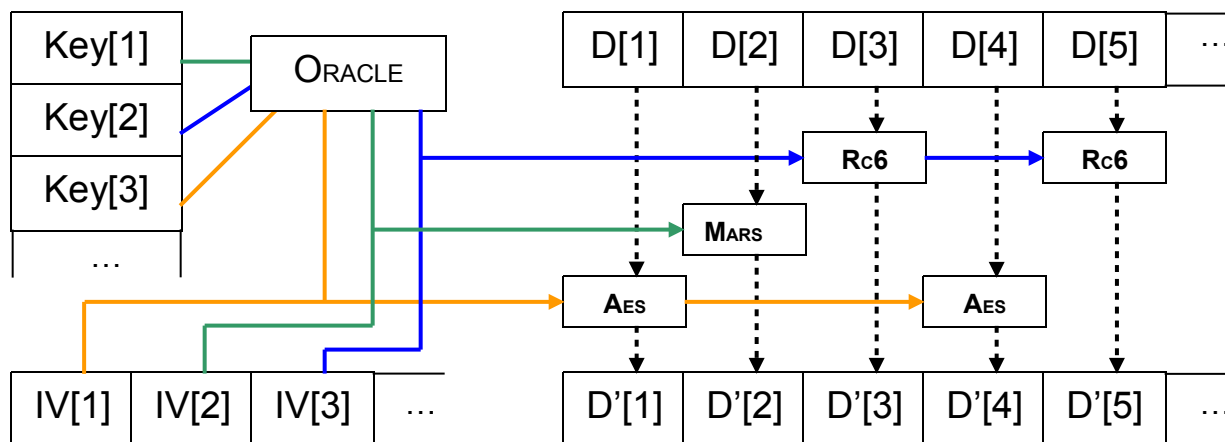 Key[1]
Key[2]
Key[3]
...
ORACLE
D[1] D[2] D[3] D[4] D[5] ...
RC6 RC6
MARS
AES AES
IV[1] IV[2] IV[3] ...
D’[1] D’[2] D’[3] D’[4] D’[5] ...